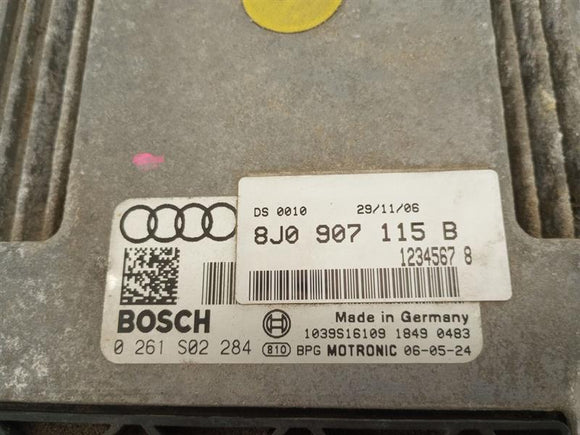 DS 0010 29/11/06
8J0 907 115 B
1234567 8
BOSCH
Made in Germany
1039S16109 1849 0483
0 261 S02 284 810 BPG MOTRONIC 06-05-24